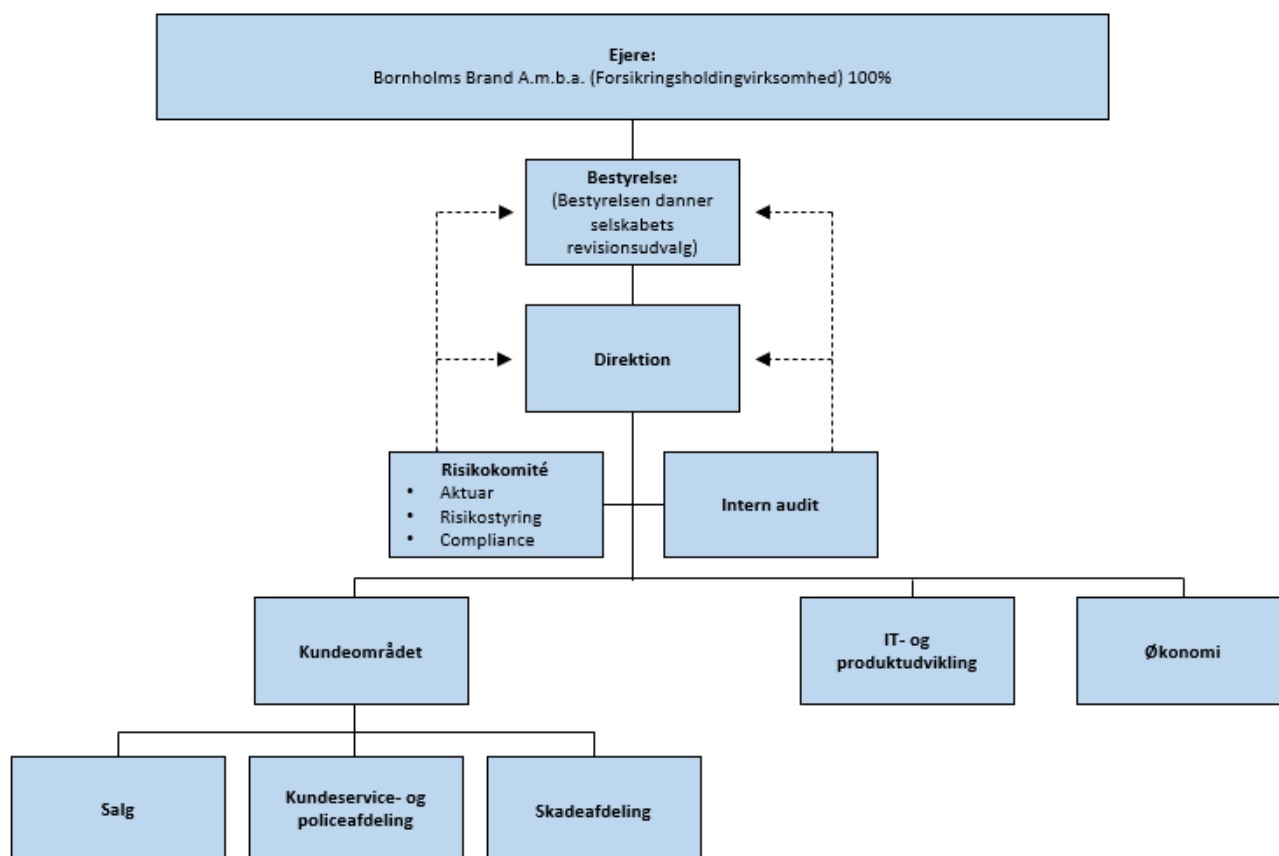 Ejere:
Bornholms Brand A.m.b.a. (Forsikringsholdingvirksomhed) 100%
Bestyrelse:
(Bestyrelsen danner
selskabets
revisionsudvalg)
Direktion
Risikokomité
• Aktuar
• Risikostyring
• Compliance
Intern audit
Kundeområdet
IT- og
produktudvikling
Økonomi
Salg
Kundeservice- og
policeafdeling
Skadeafdeling